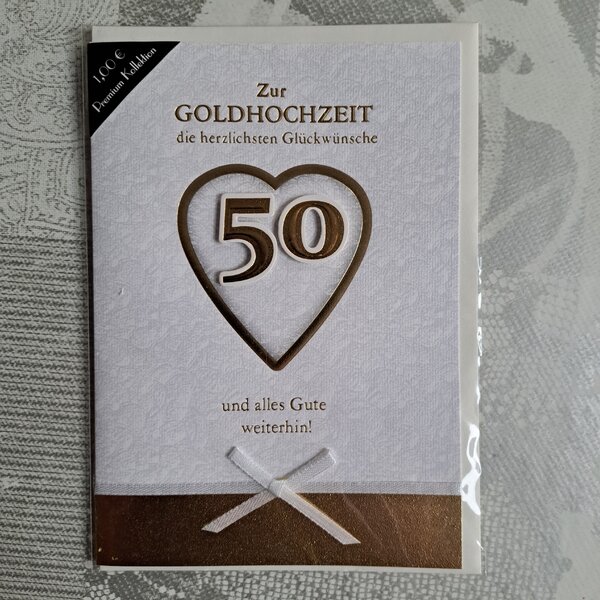 1,00 €
Premium Kollektion
Zur
GOLDHOCHZEIT
die herzlichsten Glückwünsche
50
und alles Gute
weiterhin!